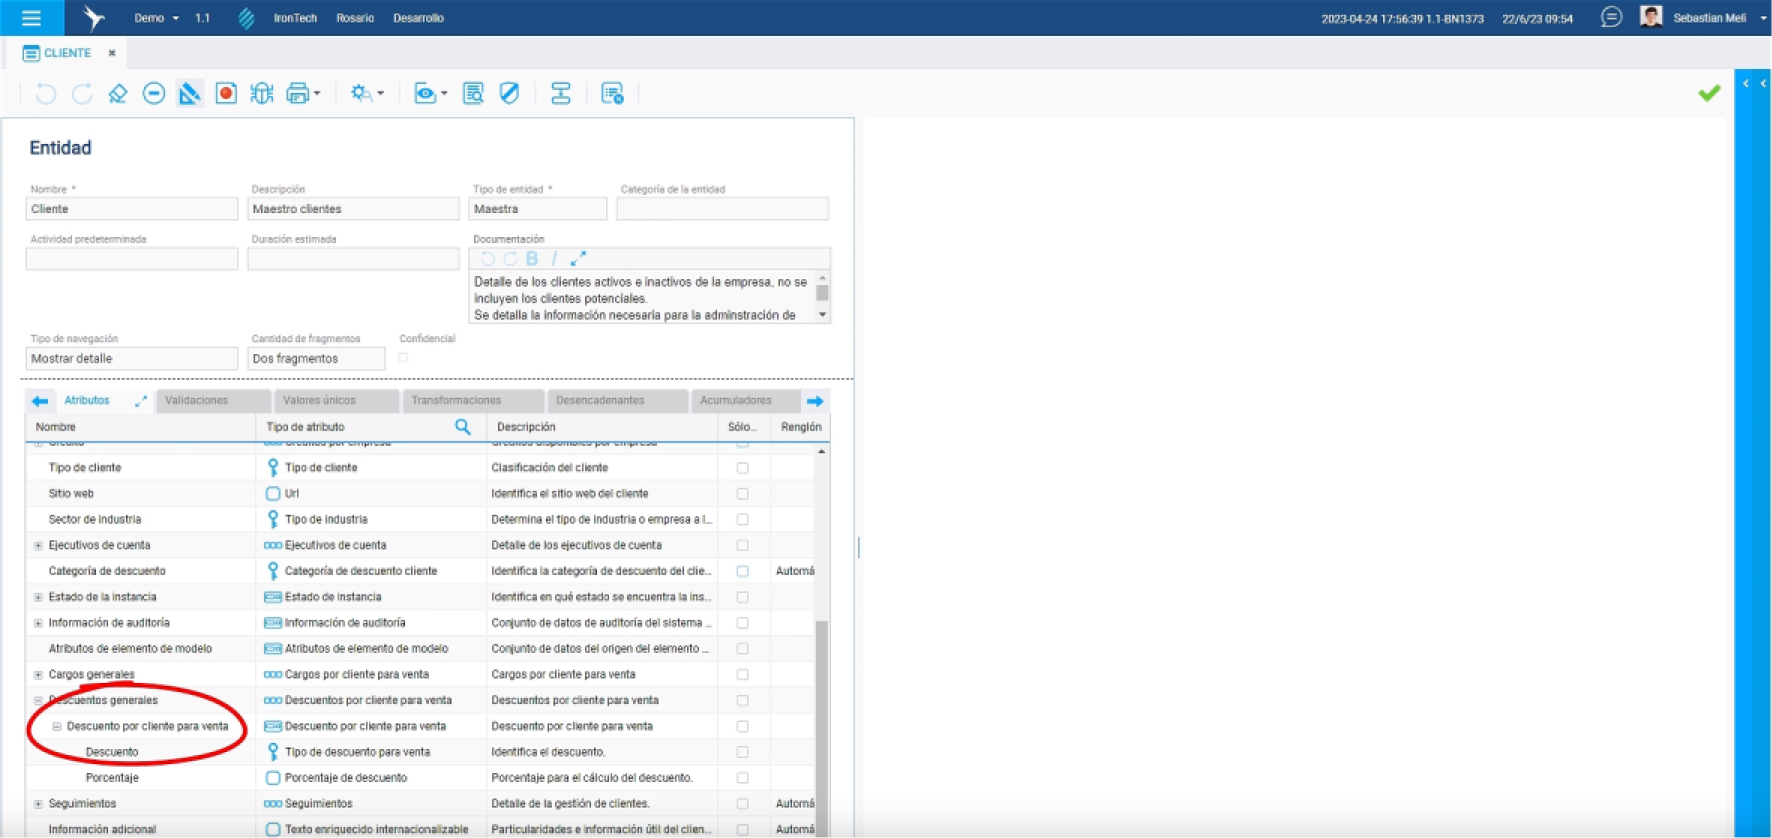 Demo 1.1 IronTech Rosario Desarrollo 2023-04-24 17:56:39 1.1-BN1373 22/6/23 09:54 Sebastian Meli
CLIENTE
Entidad
Nombre * Descripción Tipo de entidad * Categoría de la entidad
Cliente Maestro clientes Maestra
Actividad predeterminada Duración estimada Documentación
B I
Detalle de los clientes activos e inactivos de la empresa, no se
incluyen los clientes potenciales.
Se detalla la información necesaria para la adminstración de
Tipo de navegación Cantidad de fragmentos Confidencial
Mostrar detalle Dos fragmentos
Atributos Validaciones Valores únicos Transformaciones Desencadenantes Acumuladores
Nombre Tipo de atributo Descripción Sólo... Renglón
Crédito Créditos por empresa Créditos disponibles por empresa
Tipo de cliente Tipo de cliente Clasificación del cliente
Sitio web Url Identifica el sitio web del cliente
Sector de industria Tipo de industria Determina el tipo de industria o empresa a l...
Ejecutivos de cuenta Ejecutivos de cuenta Detalle de los ejecutivos de cuenta
Categoría de descuento Categoría de descuento cliente Identifica la categoría de descuento del clie... Automá
Estado de la instancia Estado de instancia Identifica en qué estado se encuentra la ins...
Información de auditoría Información de auditoría Conjunto de datos de auditoría del sistema ...
Atributos de elemento de modelo Atributos de elemento de modelo Conjunto de datos del origen del elemento ...
Cargos generales Cargos por cliente para venta Cargos por cliente para venta
Descuentos generales Descuentos por cliente para venta Descuentos por cliente para venta
Descuento por cliente para venta Descuento por cliente para venta Descuento por cliente para venta
Descuento Tipo de descuento para venta Identifica el descuento.
Porcentaje Porcentaje de descuento Porcentaje para el cálculo del descuento.
Seguimientos Seguimientos Detalle de la gestión de clientes. Automá
Información adicional Texto enriquecido internacionalizable Particularidades e información útil del clien... Automá